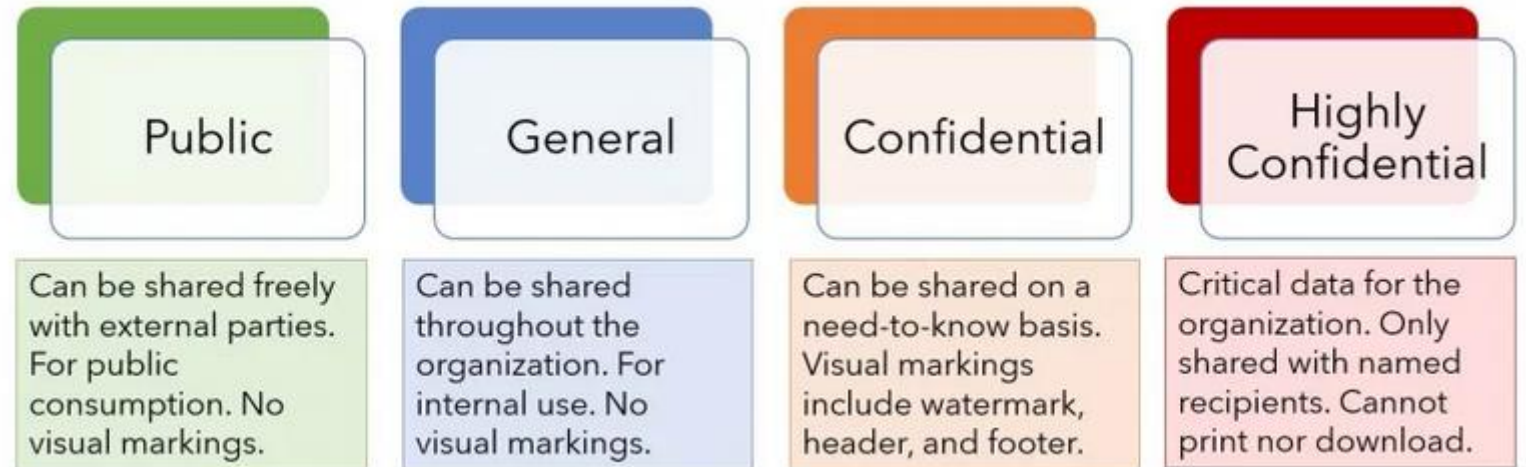 Public
General
Confidential
Highly
Confidential
Can be shared freely
with external parties.
For public
consumption. No
visual markings.
Can be shared
throughout the
organization. For
internal use. No
visual markings.
Can be shared on a
need-to-know basis.
Visual markings
include watermark,
header, and footer.
Critical data for the
organization. Only
shared with named
recipients. Cannot
print nor download.